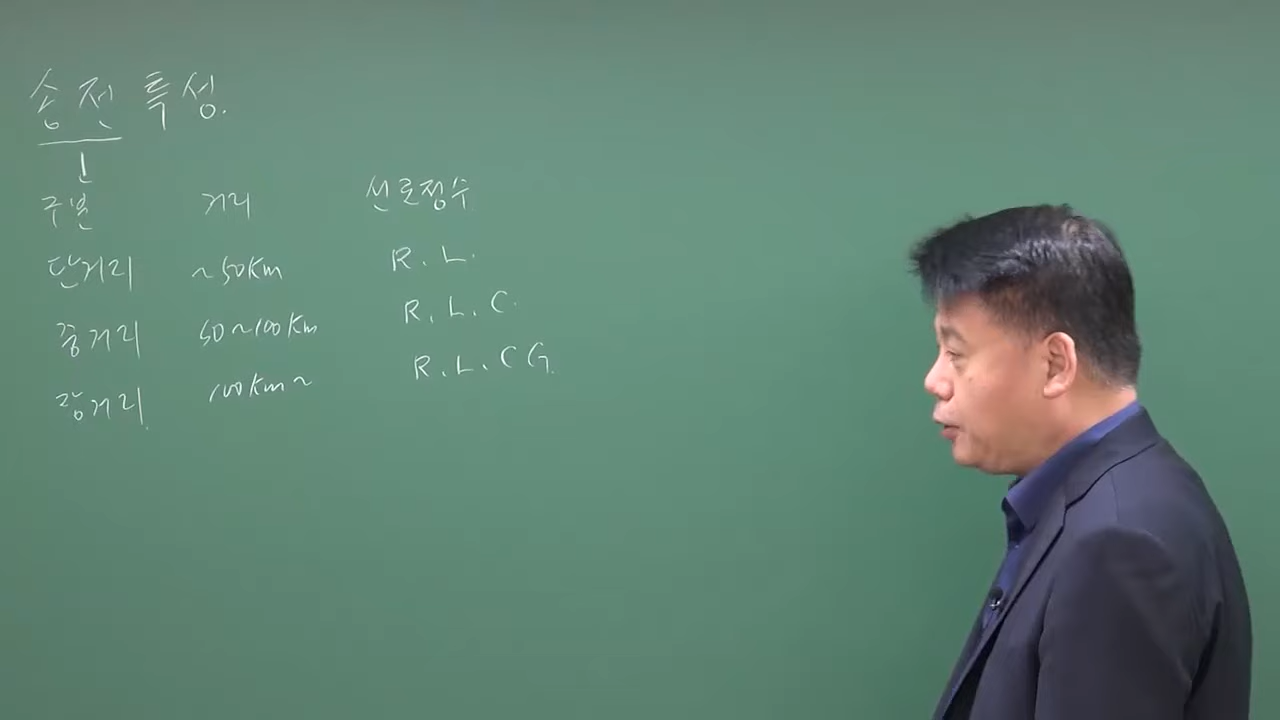 송전 특성.
구분 거리 선로정수
단거리 ~50Km R. L.
중거리 50~100Km R. L. C.
장거리 100Km~ R. L. C G.